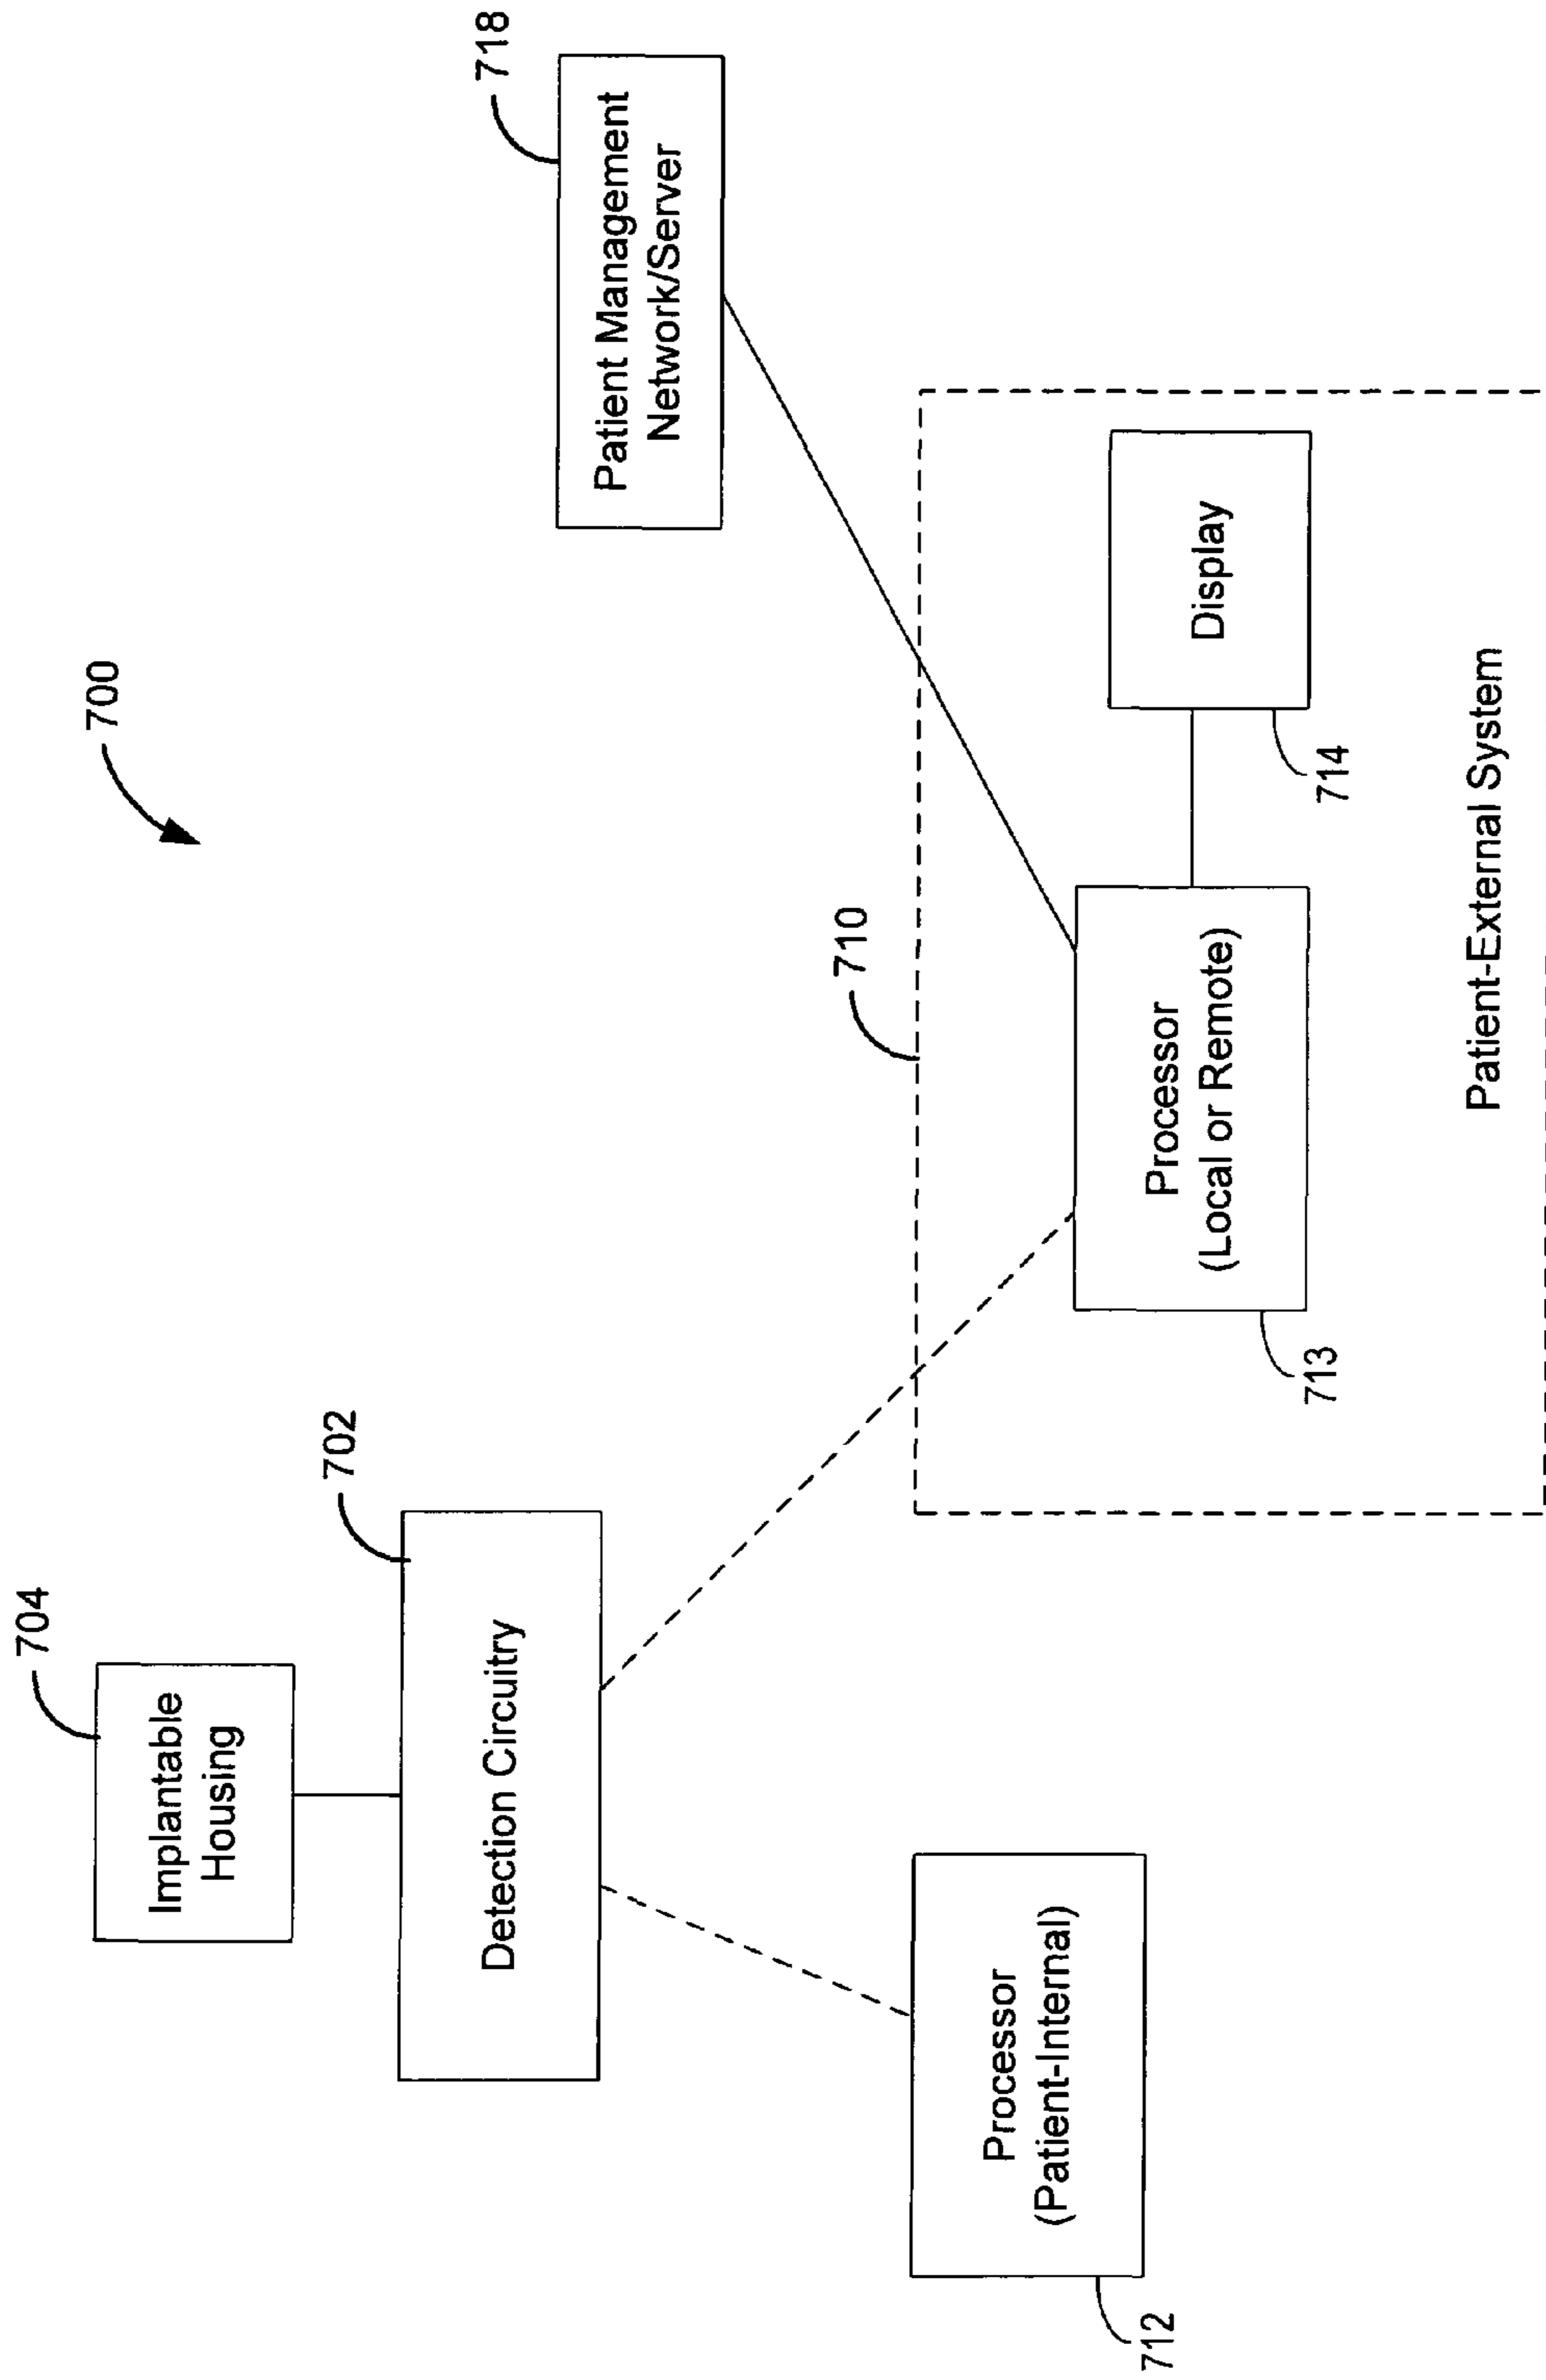 700
704
Implantable
Housing
702
Detection Circuitry
718
Patient Management
Network/Server
710
Processor
(Patient-Internal)
712
Processor
(Local or Remote)
713
Display
714
Patient-External System